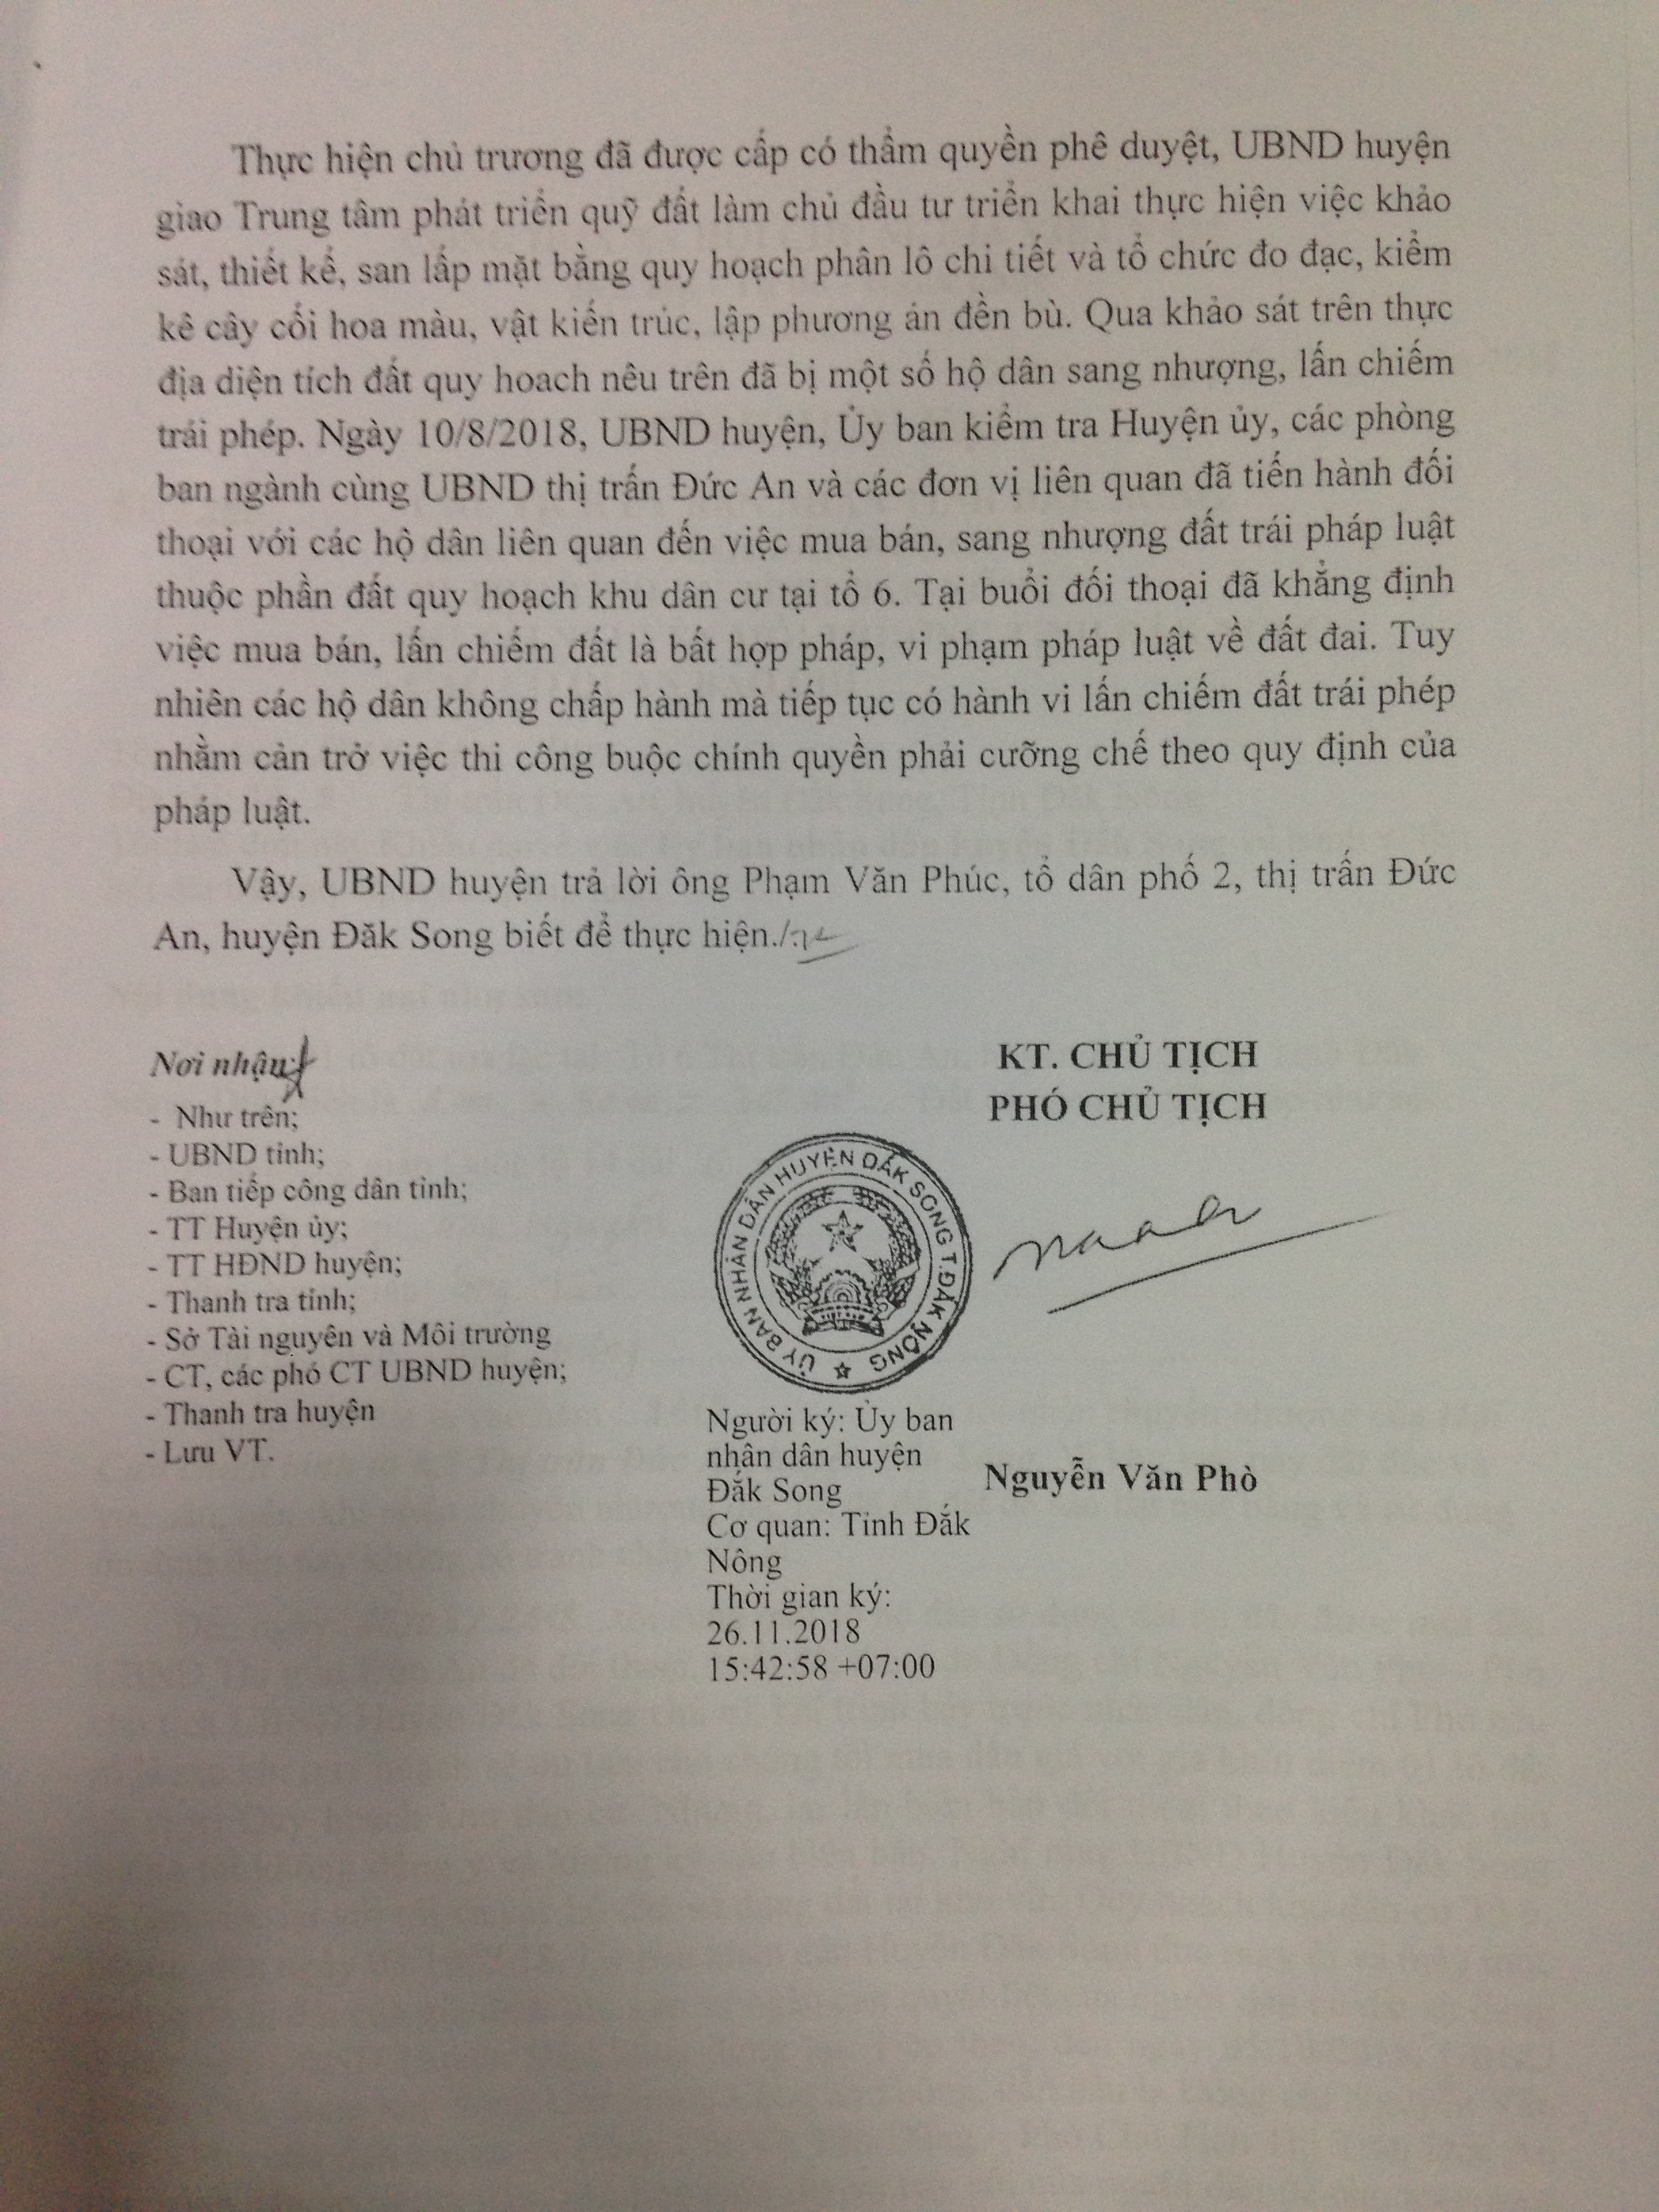 Thực hiện chủ trương đã được cấp có thẩm quyền phê duyệt, UBND huyện
giao Trung tâm phát triển quỹ đất làm chủ đầu tư triển khai thực hiện việc khảo
sát, thiết kế, san lấp mặt bằng quy hoạch phân lô chi tiết và tổ chức đo đạc, kiểm
kê cây cối hoa màu, vật kiến trúc, lập phương án đền bù. Qua khảo sát trên thực
địa diện tích đất quy hoach nêu trên đã bị một số hộ dân sang nhượng, lấn chiếm
trái phép. Ngày 10/8/2018, UBND huyện, Ủy ban kiểm tra Huyện ủy, các phòng
ban ngành cùng UBND thị trấn Đức An và các đơn vị liên quan đã tiến hành đối
thoại với các hộ dân liên quan đến việc mua bán, sang nhượng đất trái pháp luật
thuộc phần đất quy hoạch khu dân cư tại tổ 6. Tại buổi đối thoại đã khẳng định
việc mua bán, lấn chiếm đất là bất hợp pháp, vi phạm pháp luật về đất đai. Tuy
nhiên các hộ dân không chấp hành mà tiếp tục có hành vi lấn chiếm đất trái phép
nhằm cản trở việc thi công buộc chính quyền phải cưỡng chế theo quy định của
pháp luật.
Vậy, UBND huyện trả lời ông Phạm Văn Phúc, tổ dân phố 2, thị trấn Đức
An, huyện Đăk Song biết để thực hiện./.
Nơi nhận:
- Như trên;
- UBND tỉnh;
- Ban tiếp công dân tỉnh;
- TT Huyện ủy;
- TT HĐND huyện;
- Thanh tra tỉnh;
- Sở Tài nguyên và Môi trường
- CT, các phó CT UBND huyện;
- Thanh tra huyện
- Lưu VT.
KT. CHỦ TỊCH
PHÓ CHỦ TỊCH
ỦY BAN NHÂN DÂN HUYỆN ĐẮK SONG T.ĐẮK NÔNG
Người ký: Ủy ban
nhân dân huyện
Đắk Song
Cơ quan: Tỉnh Đắk
Nông
Thời gian ký:
26.11.2018
15:42:58 +07:00
Nguyễn Văn Phò